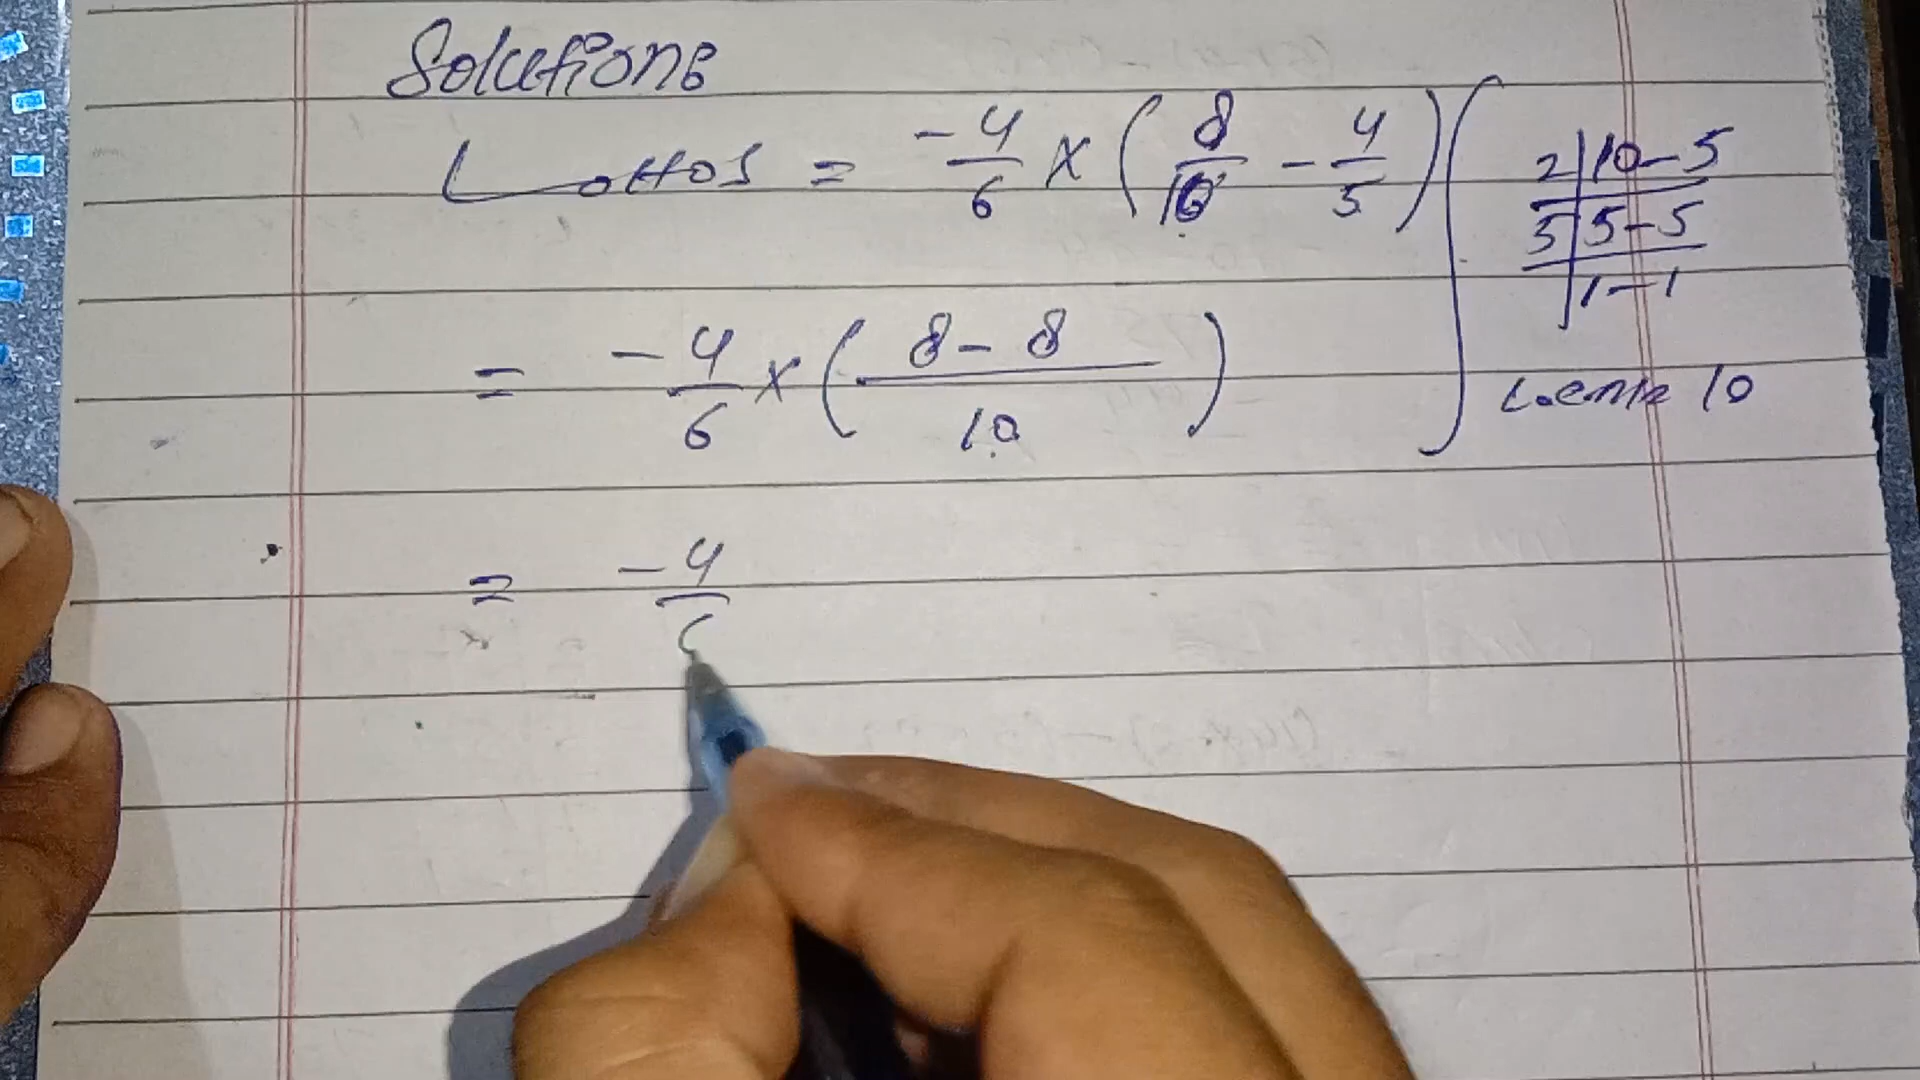 Solutions
L.H.S = -4/6 × (8/10 - 4/5)
2 | 10 - 5
5 | 5 - 5
1 - 1
= -4/6 × (8 - 8 / 10)
10
= -4/6